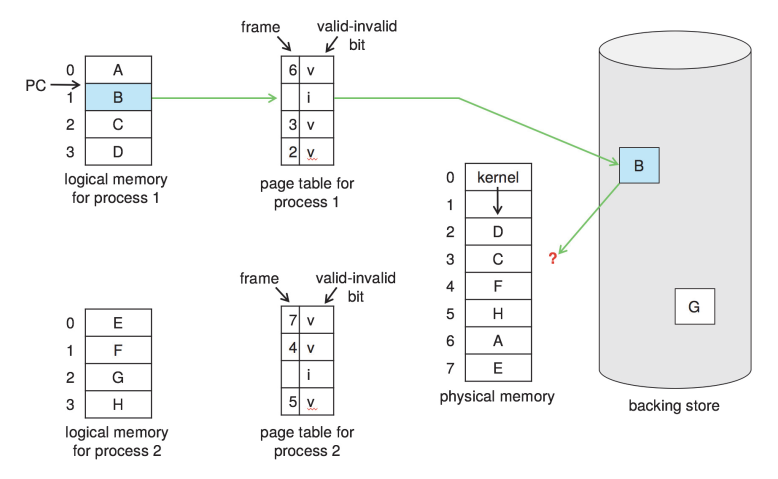 frame
valid-invalid
bit
0 A
PC
1 B
2 C
3 D
6 v
i
3 v
2 v
logical memory
for process 1
page table for
process 1
frame
valid-invalid
bit
0 E
1 F
2 G
3 H
7 v
4 v
i
5 v
logical memory
for process 2
page table for
process 2
0 kernel
1
2 D
3 C
4 F
5 H
6 A
7 E
physical memory
?
B
G
backing store